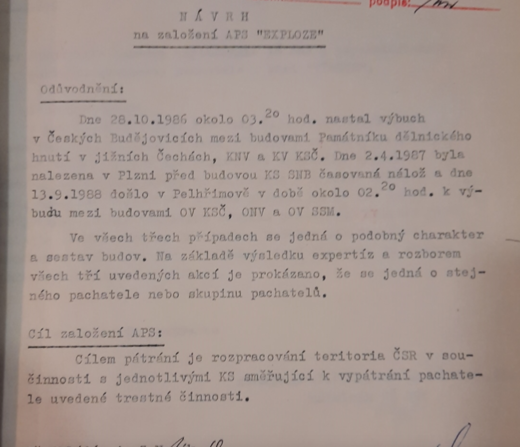 podpis:
N Á V R H
na založení APS "EXPLOZE"
Odůvodnění:
Dne 28.10.1986 okolo 03.20 hod. nastal výbuch
v Českých Budějovicích mezi budovami Památníku dělnického
hnutí v jižních Čechách, KNV a KV KSČ. Dne 2.4.1987 byla
nalezena v Plzni před budovou KS SNB časovaná nálož a dne
13.9.1988 došlo v Pelhřimově v době okolo 02.20 hod. k vý-
buchu mezi budovami OV KSČ, ONV a OV SSM.
Ve všech třech případech se jedná o podobný charakter
a sestav budov. Na základě výsledku expertíz a rozborem
všech tří uvedených akcí je prokázano, že se jedná o stej-
ného pachatele nebo skupinu pachatelů.
Cíl založení APS:
Cílem pátrání je rozpracování teritoria ČSR v sou-
činnosti s jednotlivými KS směřující k vypátrání pachate-
le uvedené trestné činnosti.